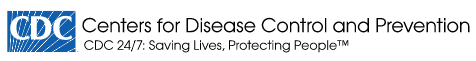 CDC Centers for Disease Control and Prevention
CDC 24/7: Saving Lives, Protecting People™